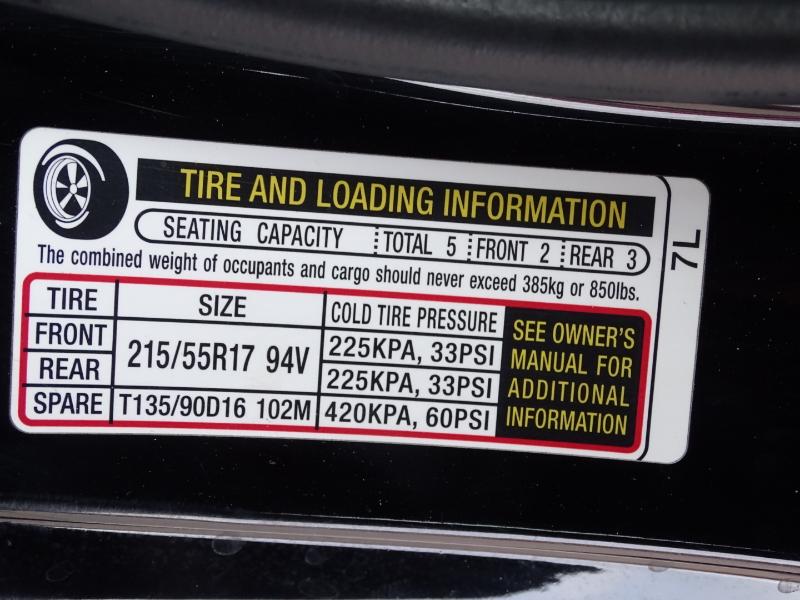 TIRE AND LOADING INFORMATION
SEATING CAPACITY TOTAL 5 FRONT 2 REAR 3
The combined weight of occupants and cargo should never exceed 385kg or 850lbs.
TIRE SIZE COLD TIRE PRESSURE
FRONT 215/55R17 94V 225KPA, 33PSI
REAR 225KPA, 33PSI
SPARE T135/90D16 102M 420KPA, 60PSI
SEE OWNER'S
MANUAL FOR
ADDITIONAL
INFORMATION
7L